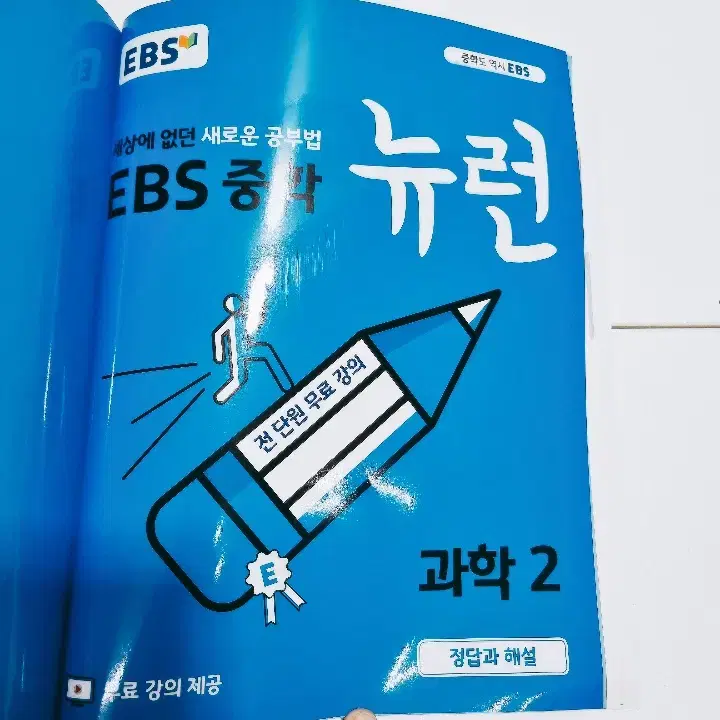 EBS
중학도 역시 EBS
세상에 없던 새로운 공부법
EBS 중학
뉴런
전 단원 무료 강의
E
과학 2
정답과 해설
무료 강의 제공